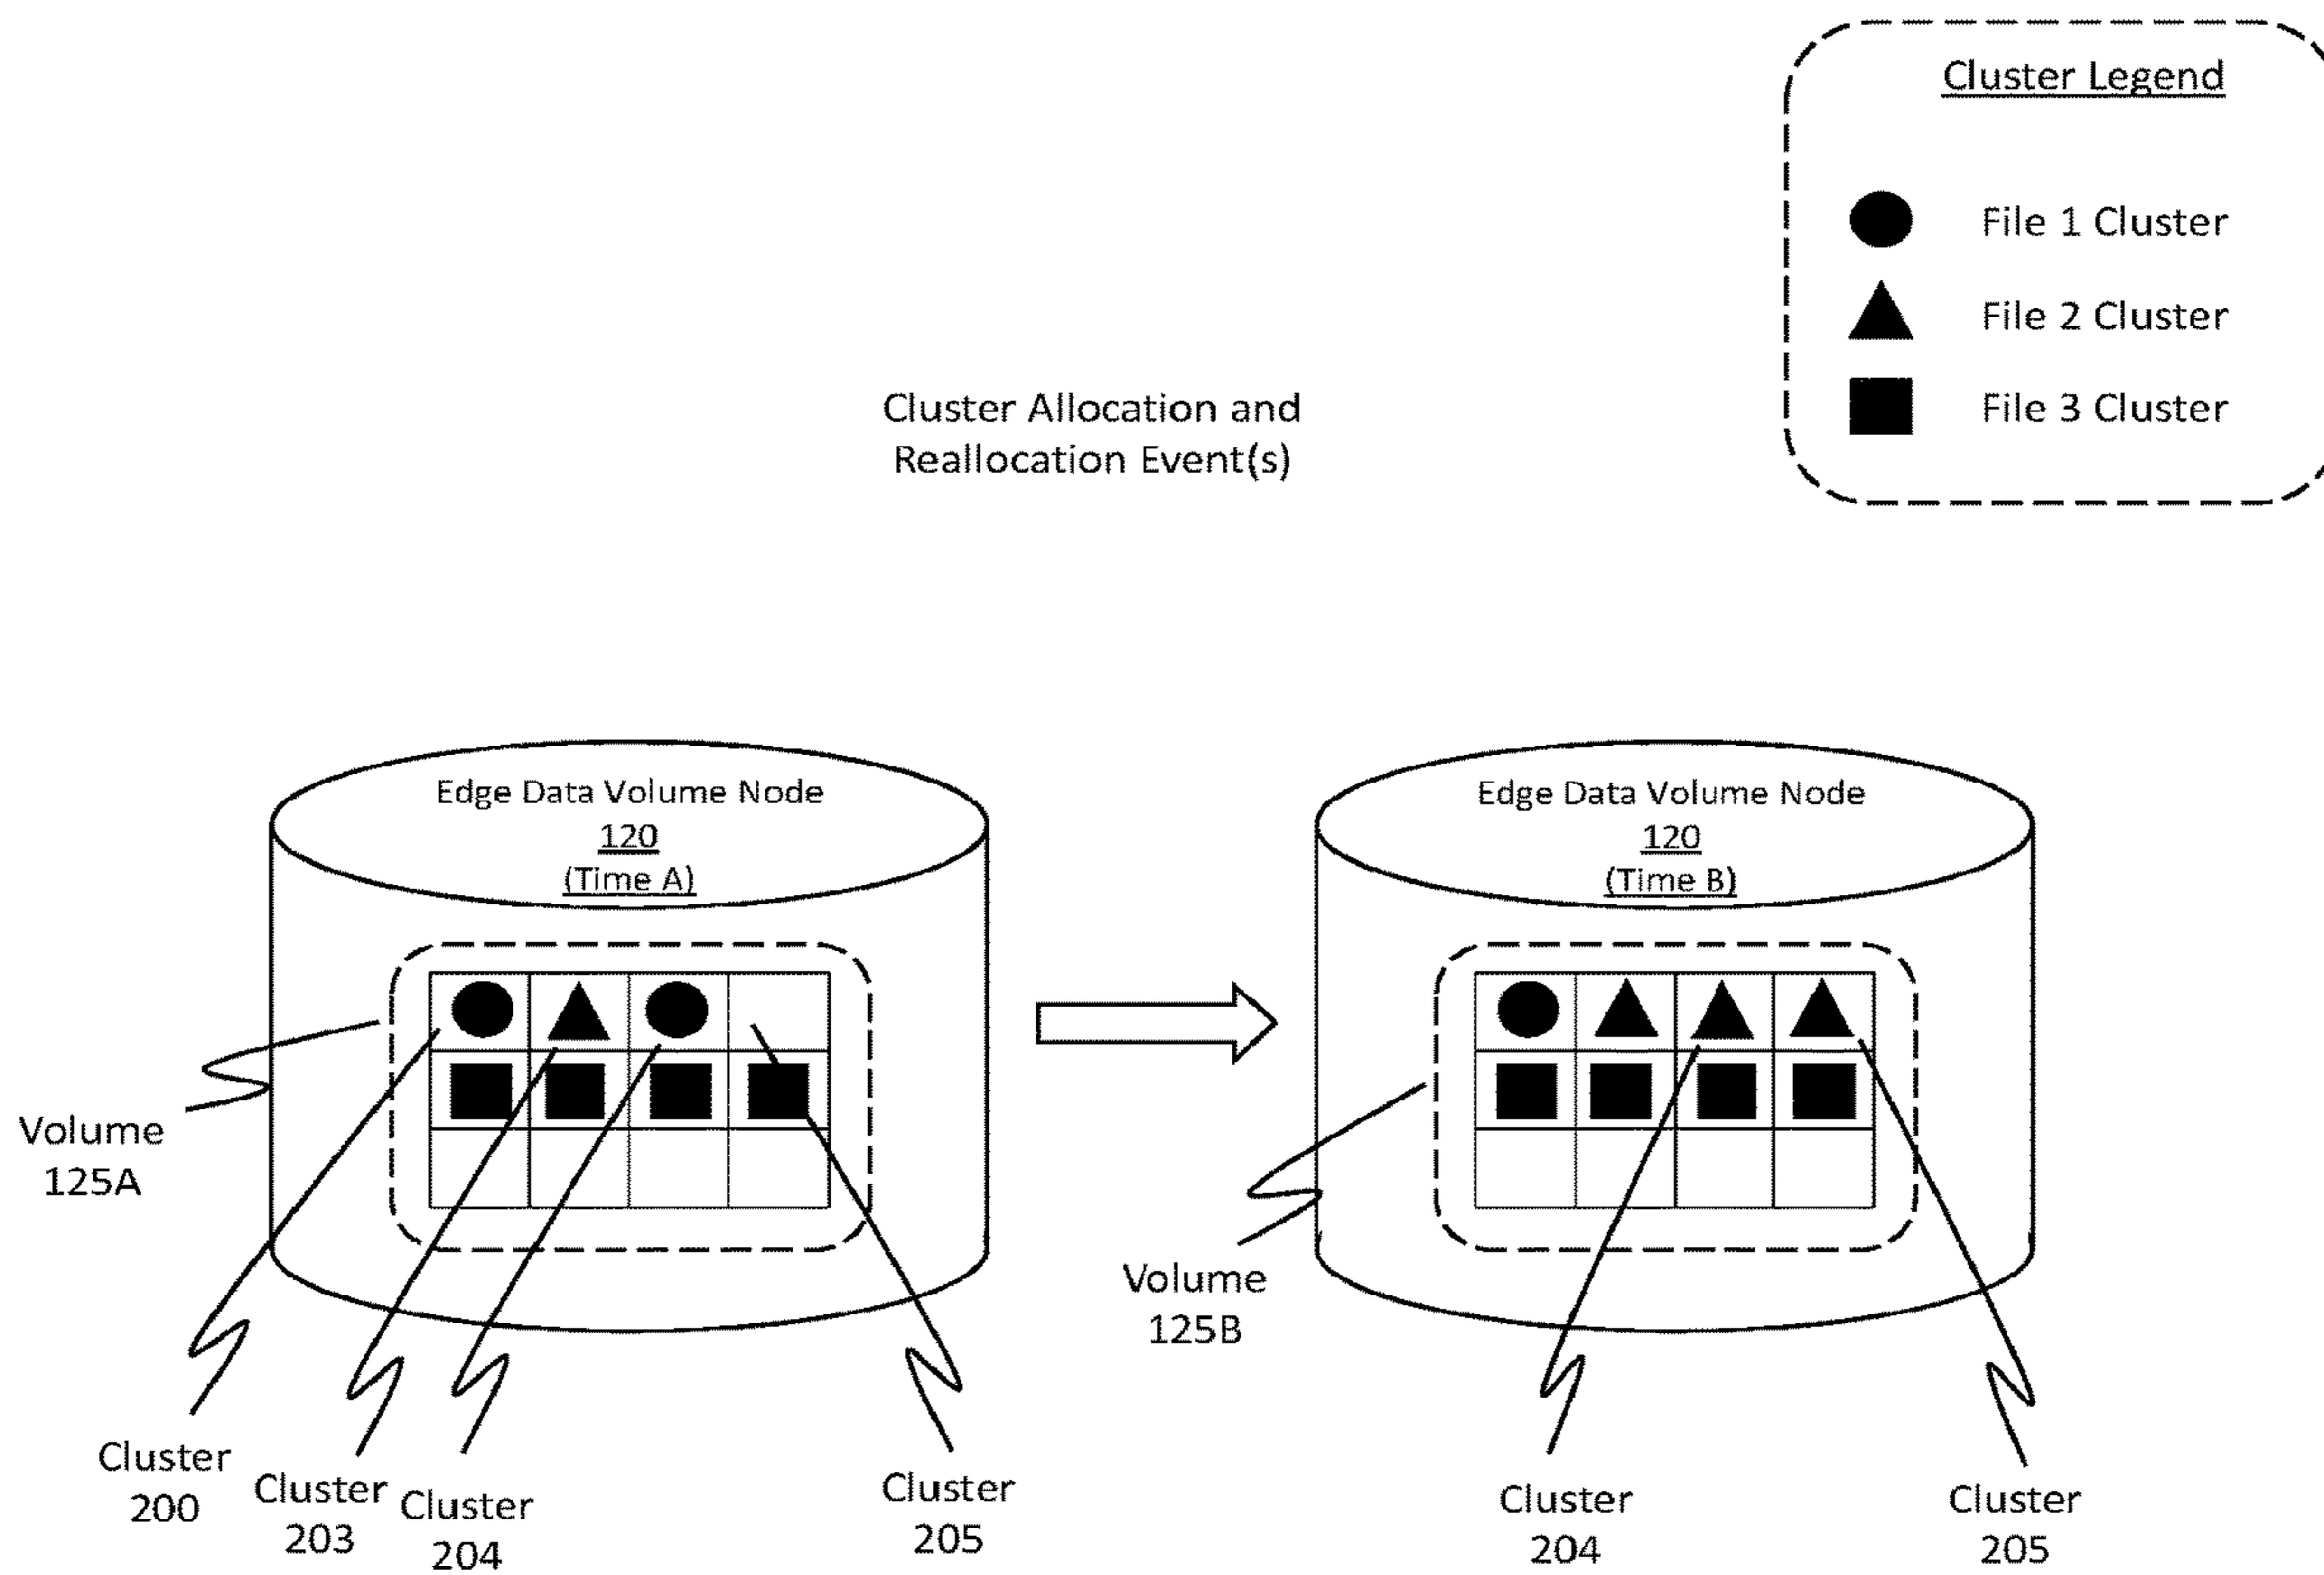 Cluster Legend
File 1 Cluster
File 2 Cluster
File 3 Cluster
Cluster Allocation and
Reallocation Event(s)
Edge Data Volume Node
120
(Time A)
Edge Data Volume Node
120
(Time B)
Volume
125A
Volume
125B
Cluster
200
Cluster
203
Cluster
204
Cluster
205
Cluster
204
Cluster
205